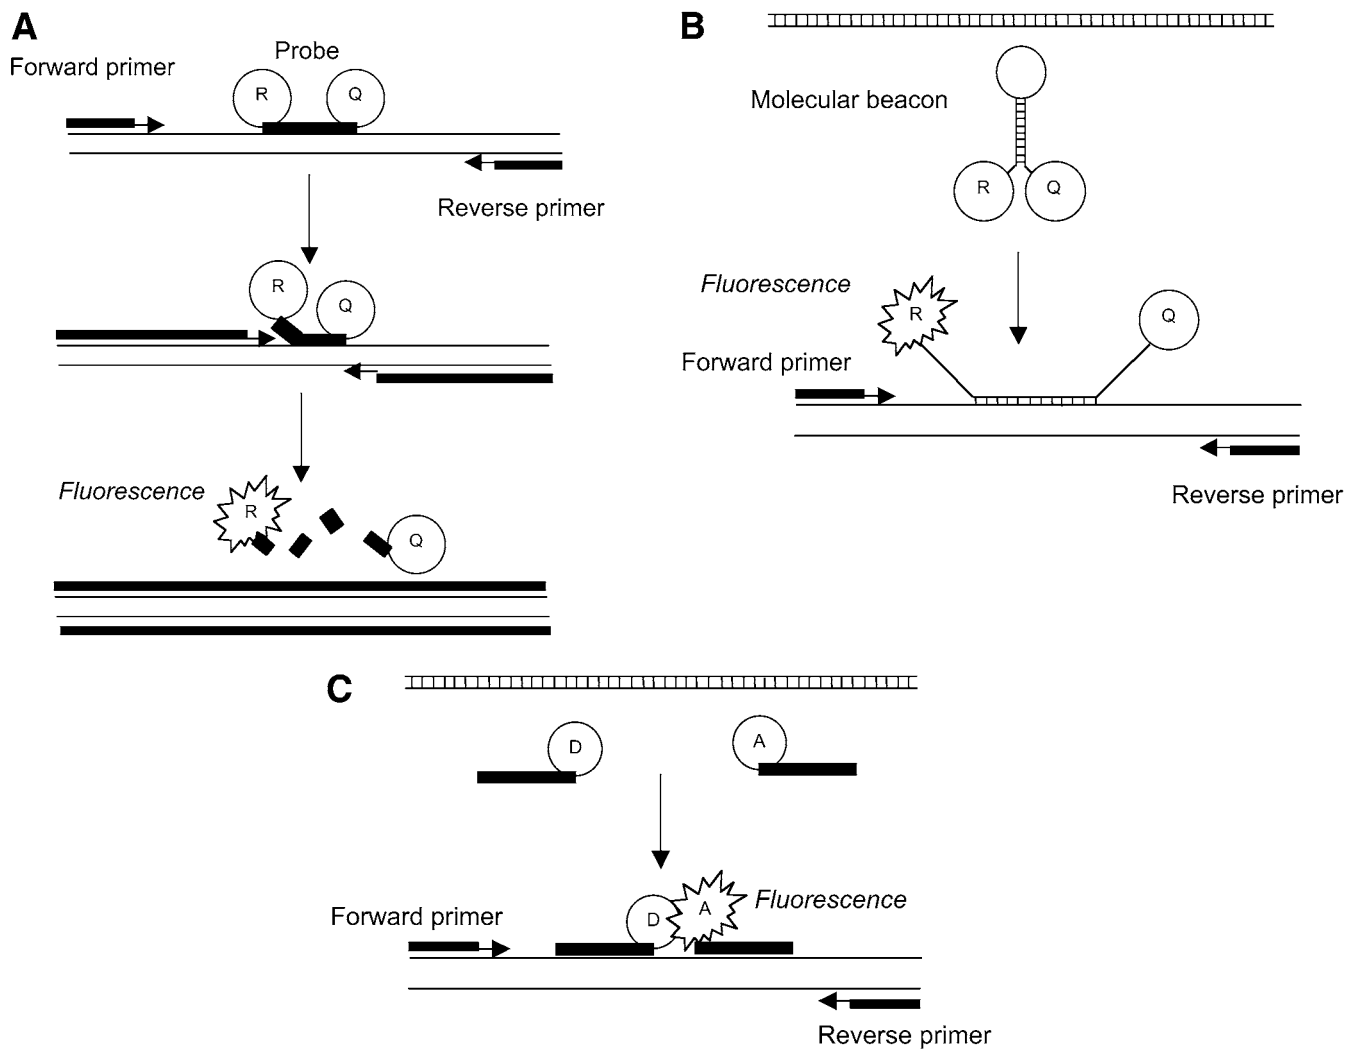 A
Probe
Forward primer
R
Q
Reverse primer
R
Q
Fluorescence
R
Q
B
Molecular beacon
R
Q
Fluorescence
R
Q
Forward primer
Reverse primer
C
D
A
Fluorescence
Forward primer
D
A
Reverse primer